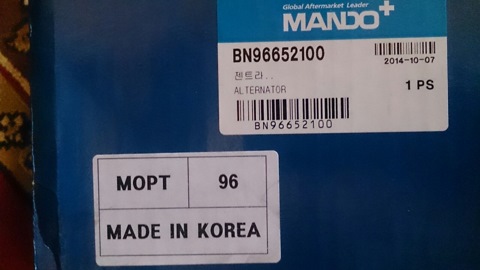 Global Aftermarket Leader
MANDO+
BN96652100
2014-10-07
젠트라..
ALTERNATOR
1 PS
BN96652100
MOPT 96
MADE IN KOREA